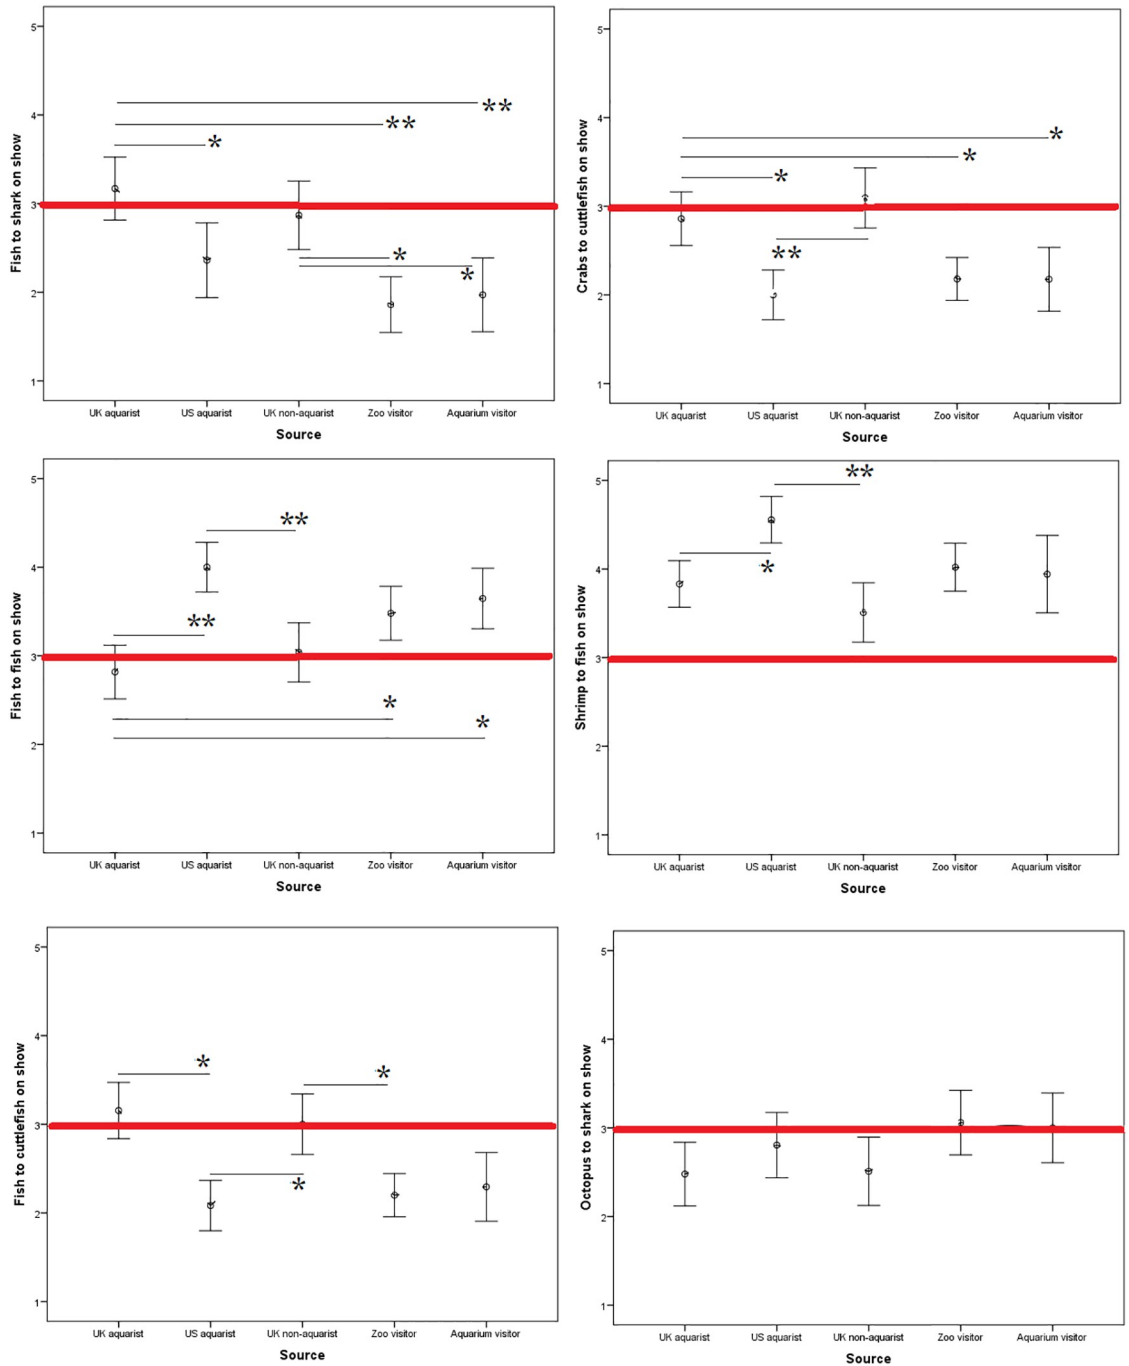 Fish to shark on show
5
4
3
2
1
**
**
*
*
*
UK aquarist US aquarist UK non-aquarist Zoo visitor Aquarium visitor
Source
Crabs to cuttlefish on show
5
4
3
2
1
*
*
*
**
UK aquarist US aquarist UK non-aquarist Zoo visitor Aquarium visitor
Source
Fish to fish on show
5
4
3
2
1
**
**
*
*
UK aquarist US aquarist UK non-aquarist Zoo visitor Aquarium visitor
Source
Shrimp to fish on show
5
4
3
2
1
**
*
UK aquarist US aquarist UK non-aquarist Zoo visitor Aquarium visitor
Source
Fish to cuttlefish on show
5
4
3
2
1
*
*
*
UK aquarist US aquarist UK non-aquarist Zoo visitor Aquarium visitor
Source
Octopus to shark on show
5
4
3
2
1
UK aquarist US aquarist UK non-aquarist Zoo visitor Aquarium visitor
Source